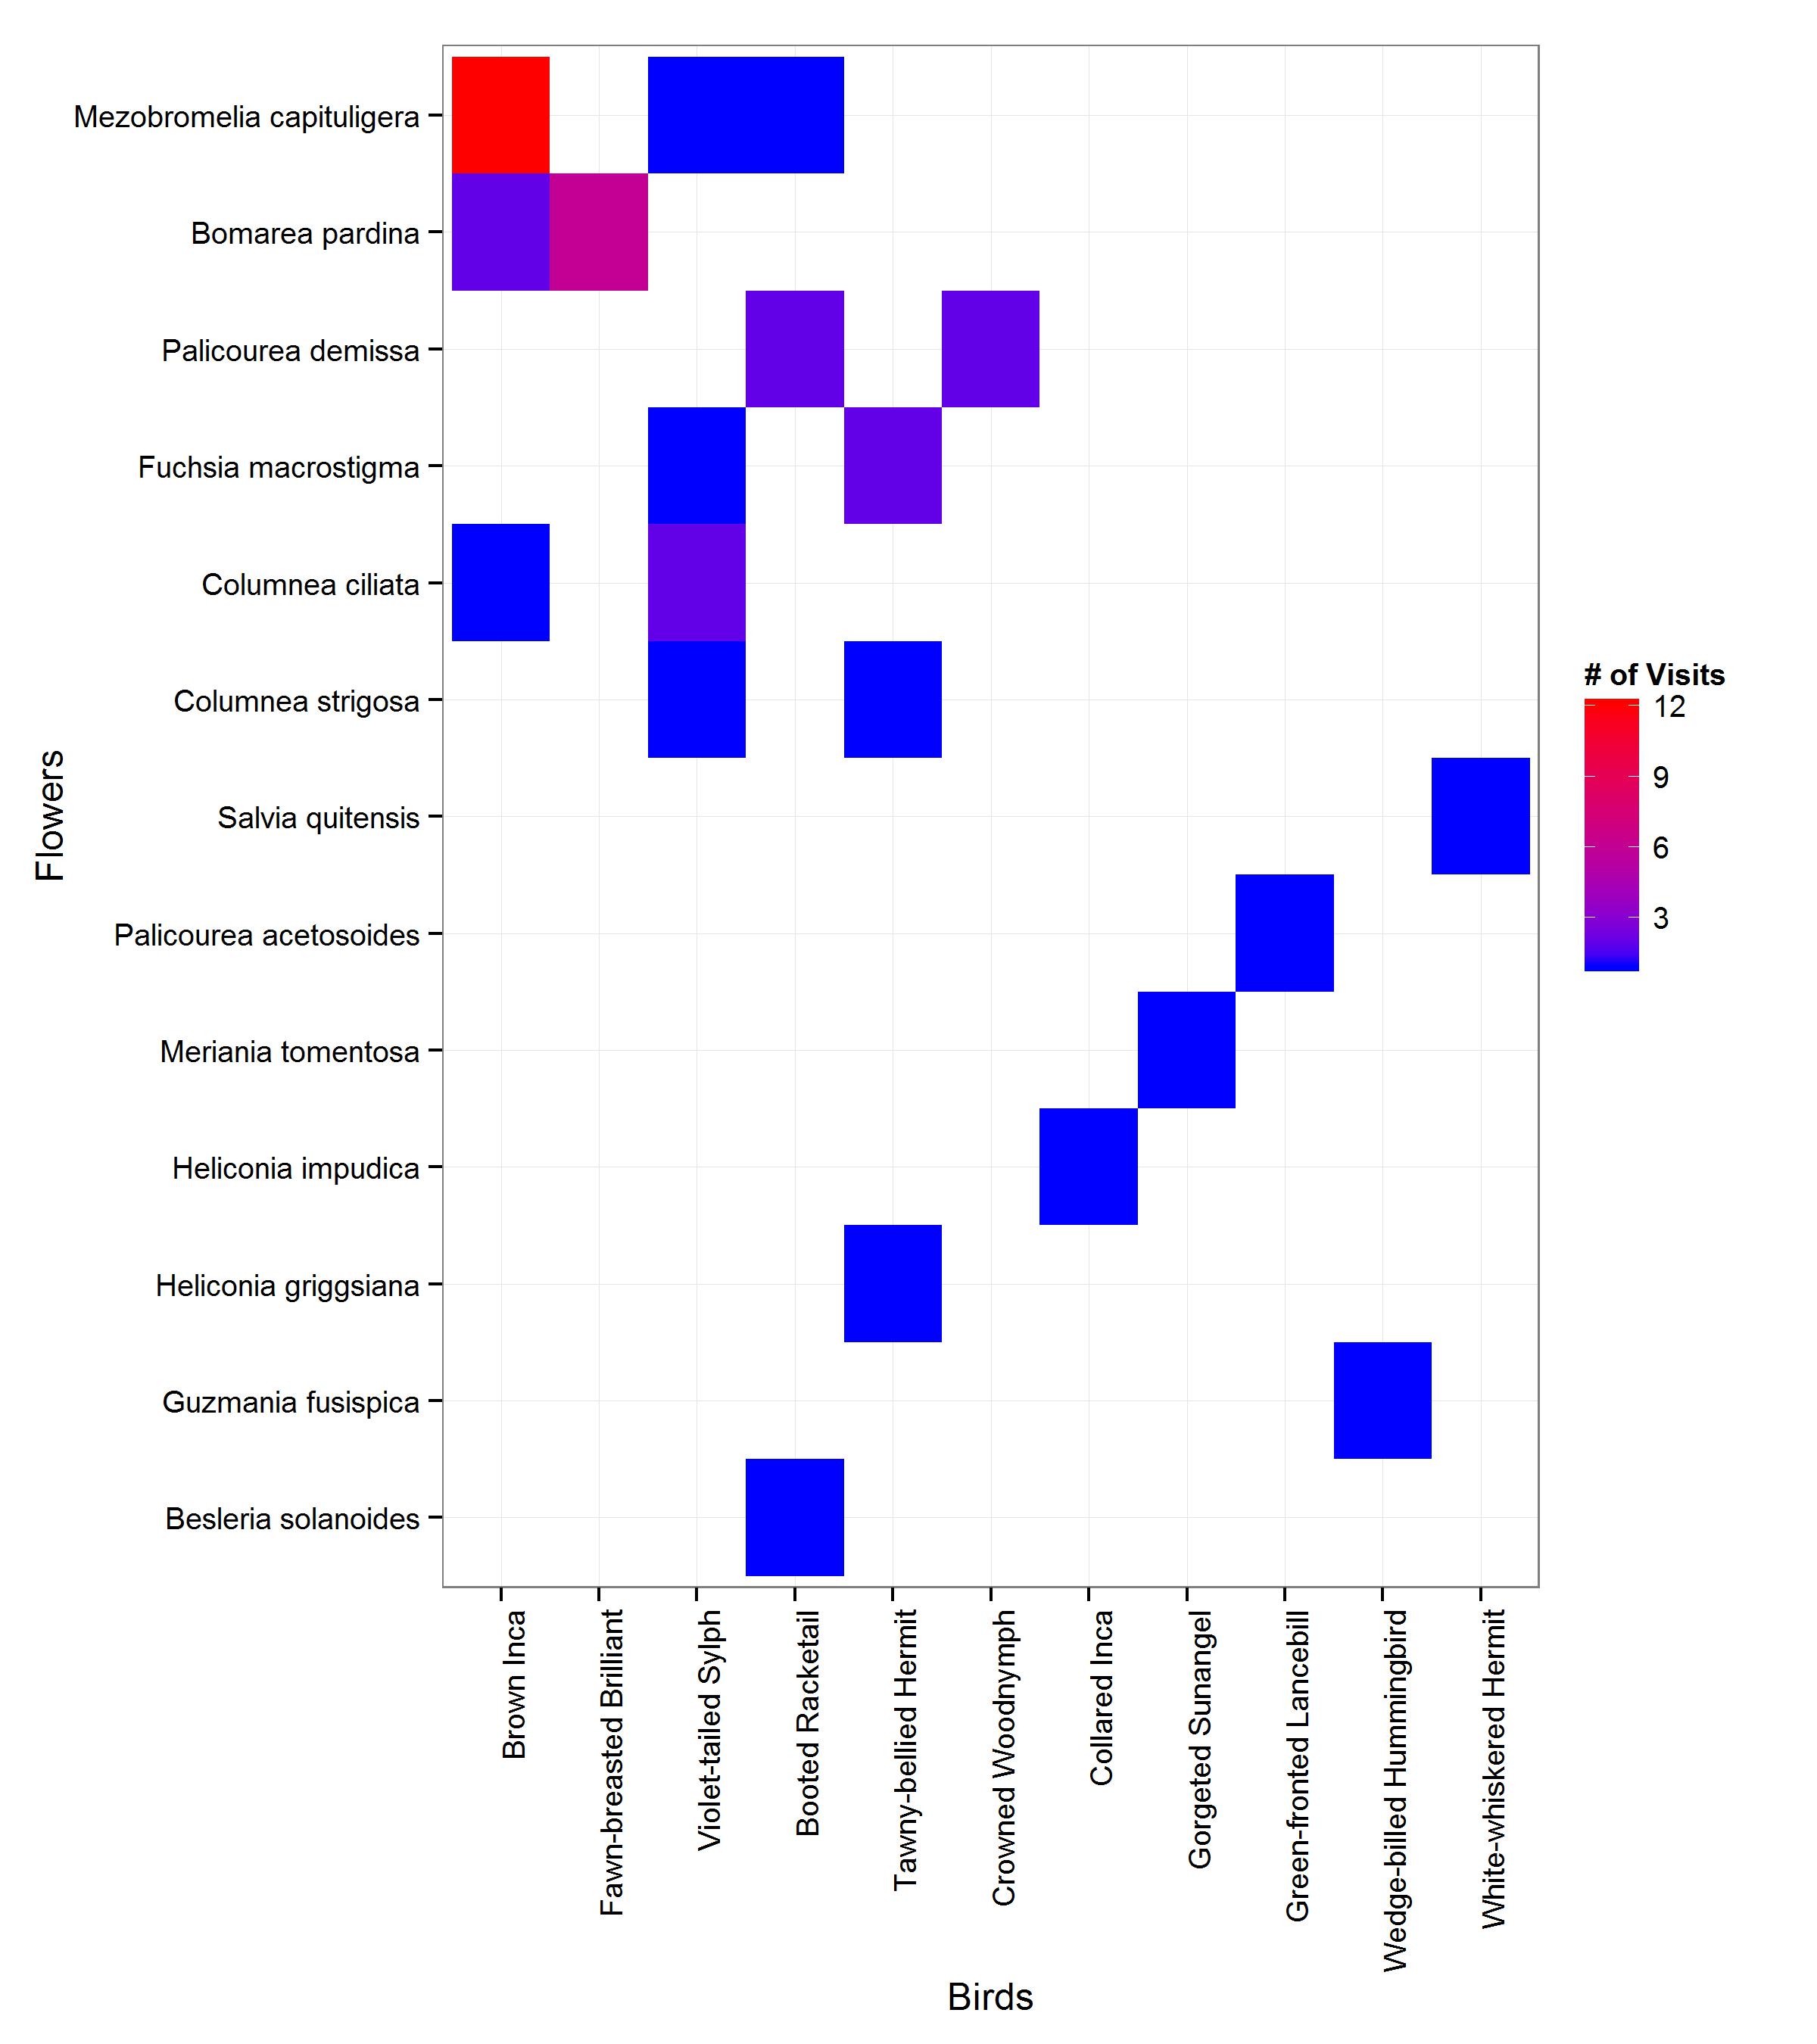 Mezobromelia capituligera
Bomarea pardina
Palicourea demissa
Fuchsia macrostigma
Columnea ciliata
Columnea strigosa
Salvia quitensis
Palicourea acetosoides
Meriania tomentosa
Heliconia impudica
Heliconia griggsiana
Guzmania fusispica
Besleria solanoides
Flowers
# of Visits
12
9
6
3
Brown Inca
Fawn-breasted Brilliant
Violet-tailed Sylph
Booted Racketail
Tawny-bellied Hermit
Crowned Woodnymph
Collared Inca
Gorgeted Sunangel
Green-fronted Lancebill
Wedge-billed Hummingbird
White-whiskered Hermit
Birds